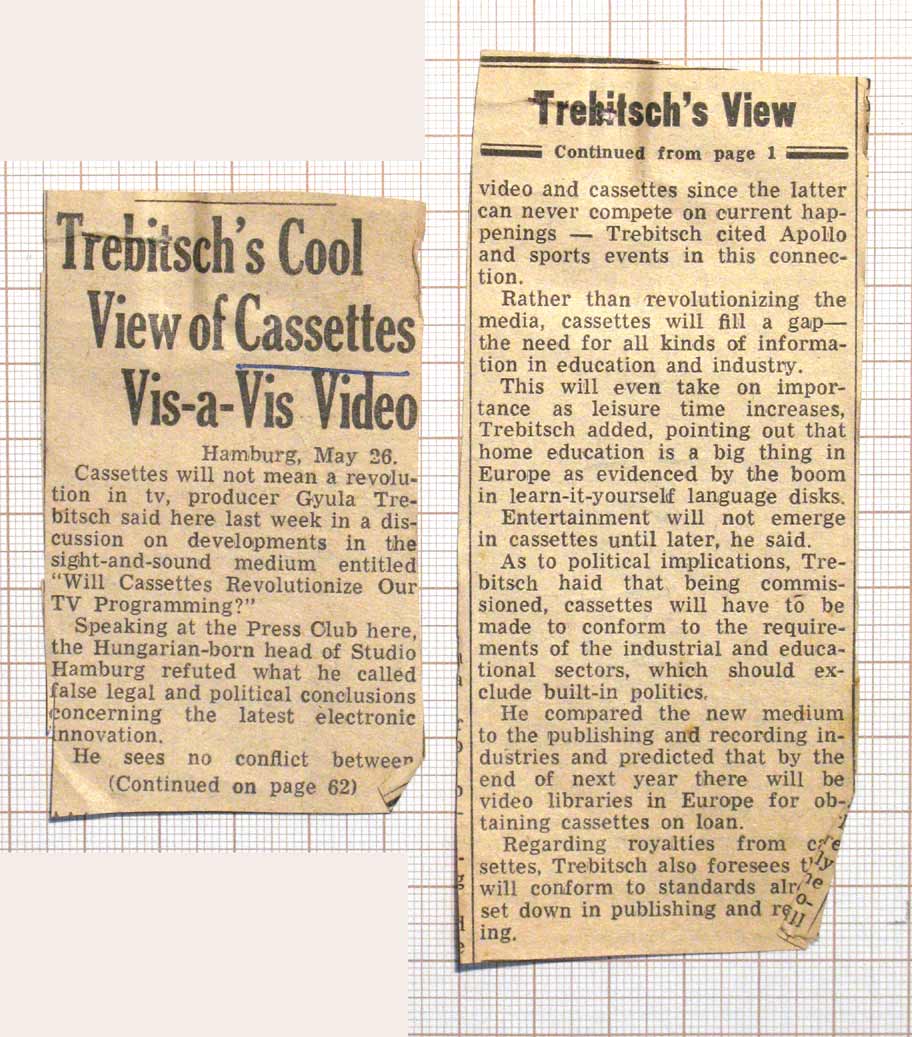 Trebitsch's Cool
View of Cassettes
Vis-a-Vis Video
Hamburg, May 26.
Cassettes will not mean a revolu-
tion in tv, producer Gyula Tre-
bitsch said here last week in a dis-
cussion on developments in the
sight-and-sound medium entitled
"Will Cassettes Revolutionize Our
TV Programming?"
Speaking at the Press Club here,
the Hungarian-born head of Studio
Hamburg refuted what he called
false legal and political conclusions
concerning the latest electronic
innovation.
He sees no conflict between
(Continued on page 62)
Trebitsch's View
Continued from page 1
video and cassettes since the latter
can never compete on current hap-
penings — Trebitsch cited Apollo
and sports events in this connec-
tion.
Rather than revolutionizing the
media, cassettes will fill a gap—
the need for all kinds of informa-
tion in education and industry.
This will even take on impor-
tance as leisure time increases,
Trebitsch added, pointing out that
home education is a big thing in
Europe as evidenced by the boom
in learn-it-yourself language disks.
Entertainment will not emerge
in cassettes until later, he said.
As to political implications, Tre-
bitsch haid that being commis-
sioned, cassettes will have to be
made to conform to the require-
ments of the industrial and educa-
tional sectors, which should ex-
clude built-in politics.
He compared the new medium
to the publishing and recording in-
dustries and predicted that by the
end of next year there will be
video libraries in Europe for ob-
taining cassettes on loan.
Regarding royalties from
settes, Trebitsch also foresees
will conform to standards
set down in publishing and
ing.